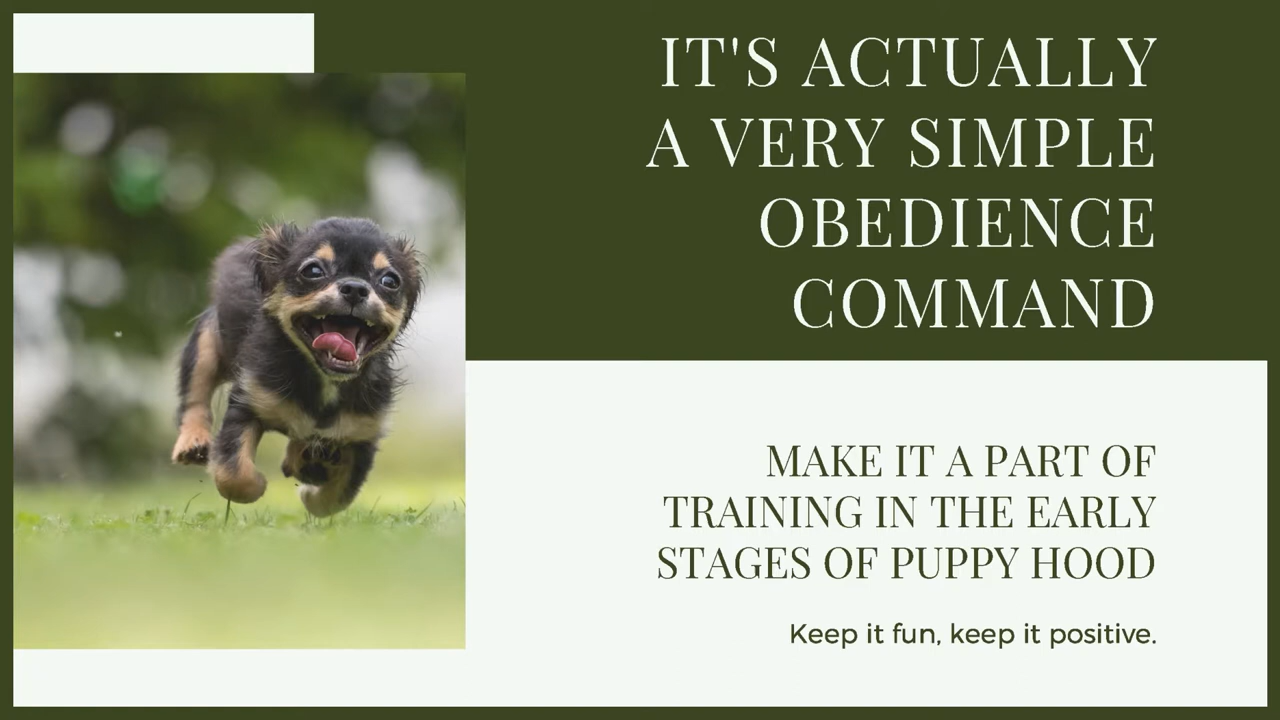 IT'S ACTUALLY
A VERY SIMPLE
OBEDIENCE
COMMAND
MAKE IT A PART OF
TRAINING IN THE EARLY
STAGES OF PUPPY HOOD
Keep it fun, keep it positive.